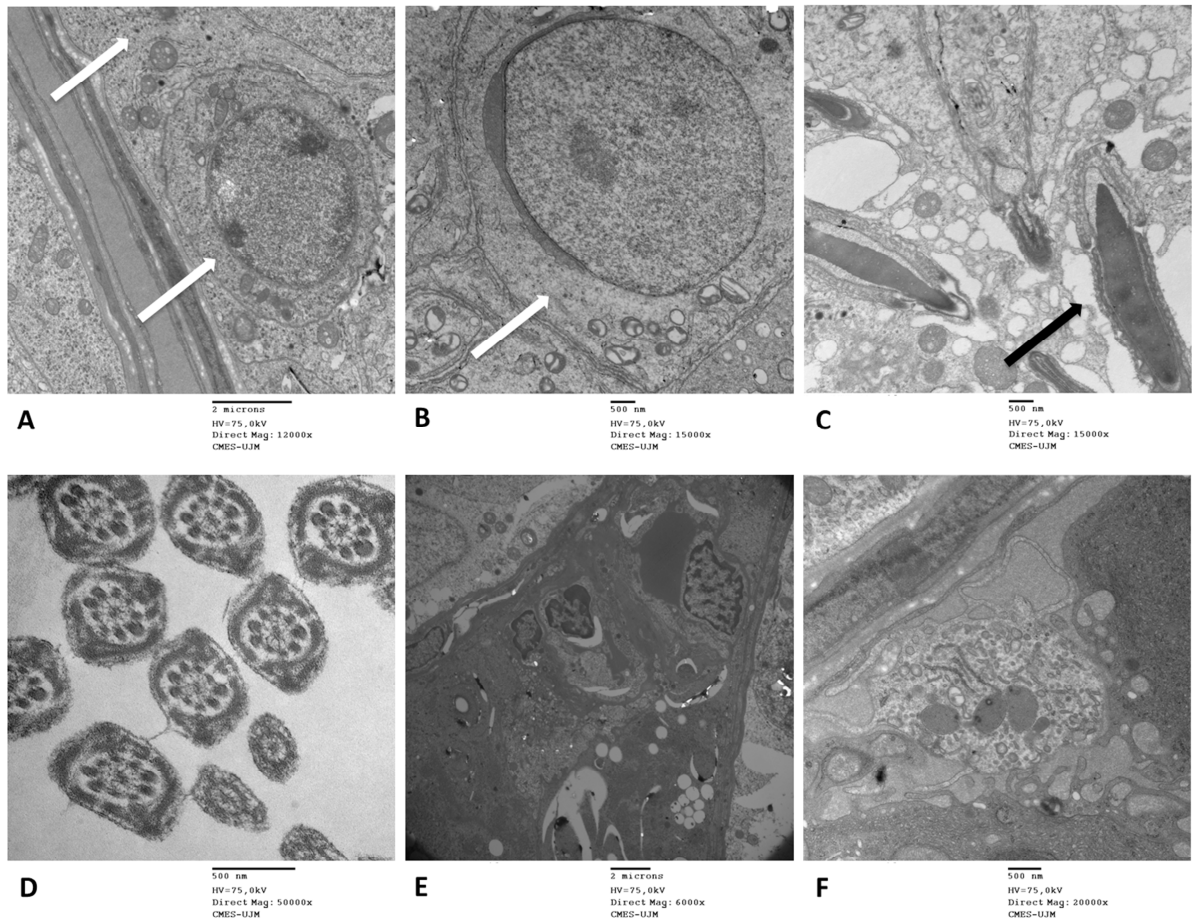 A
2 microns
HV=75,0kV
Direct Mag: 12000x
CMES-UJM
B
500 nm
HV=75,0kV
Direct Mag: 15000x
CMES-UJM
C
500 nm
HV=75,0kV
Direct Mag: 15000x
CMES-UJM
D
500 nm
HV=75,0kV
Direct Mag: 50000x
CMES-UJM
E
2 microns
HV=75,0kV
Direct Mag: 6000x
CMES-UJM
F
500 nm
HV=75,0kV
Direct Mag: 20000x
CMES-UJM